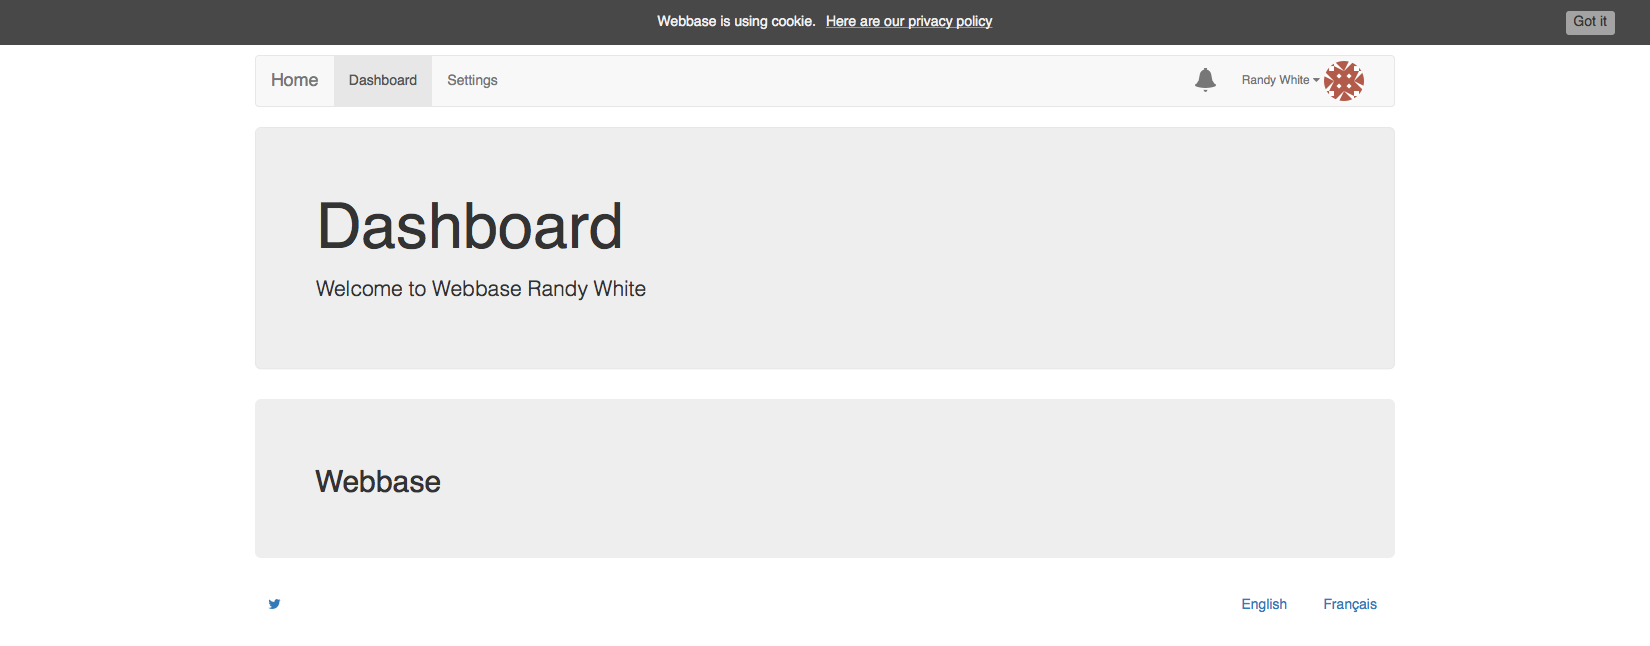 Webbase is using cookie. Here are our privacy policy
Got it
Home
Dashboard
Settings
Randy White
Dashboard
Welcome to Webbase Randy White
Webbase
English
Français